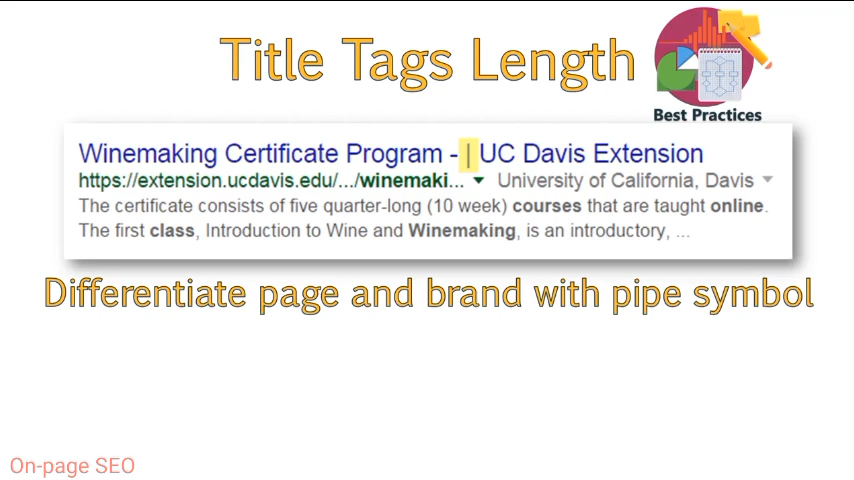 Title Tags Length
Best Practices
Winemaking Certificate Program - | UC Davis Extension
https://extension.ucdavis.edu/.../winemaki... ▼ University of California, Davis ▼
The certificate consists of five quarter-long (10 week) courses that are taught online.
The first class, Introduction to Wine and Winemaking, is an introductory, ...
Differentiate page and brand with pipe symbol
On-page SEO